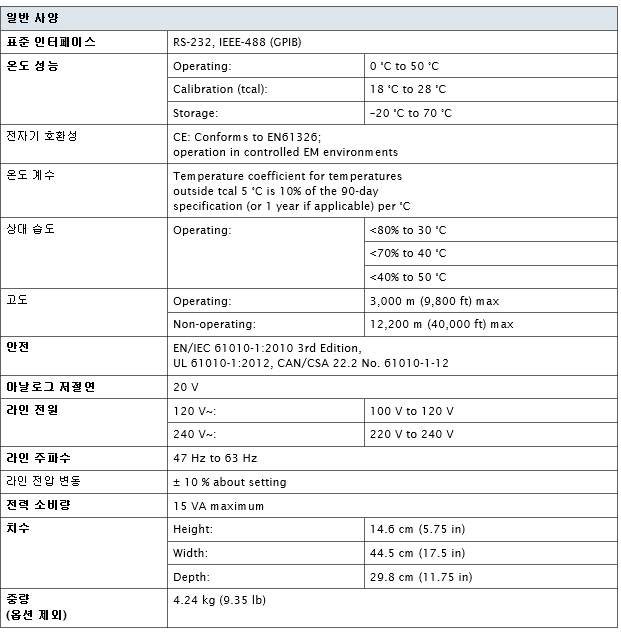 일반 사양
표준 인터페이스 RS-232, IEEE-488 (GPIB)
온도 성능 Operating: 0 °C to 50 °C
Calibration (tcal): 18 °C to 28 °C
Storage: –20 °C to 70 °C
전자기 호환성 CE: Conforms to EN61326;
operation in controlled EM environments
온도 계수 Temperature coefficient for temperatures
outside tcal 5 °C is 10% of the 90-day
specification (or 1 year if applicable) per °C
상대 습도 Operating: <80% to 30 °C
<70% to 40 °C
<40% to 50 °C
고도 Operating: 3,000 m (9,800 ft) max
Non-operating: 12,200 m (40,000 ft) max
안전 EN/IEC 61010-1:2010 3rd Edition,
UL 61010-1:2012, CAN/CSA 22.2 No. 61010-1-12
아날로그 저절연 20 V
라인 전원 120 V~: 100 V to 120 V
240 V~: 220 V to 240 V
라인 주파수 47 Hz to 63 Hz
라인 전압 변동 ± 10 % about setting
전력 소비량 15 VA maximum
치수 Height: 14.6 cm (5.75 in)
Width: 44.5 cm (17.5 in)
Depth: 29.8 cm (11.75 in)
중량 4.24 kg (9.35 lb)
(옵션 제외)